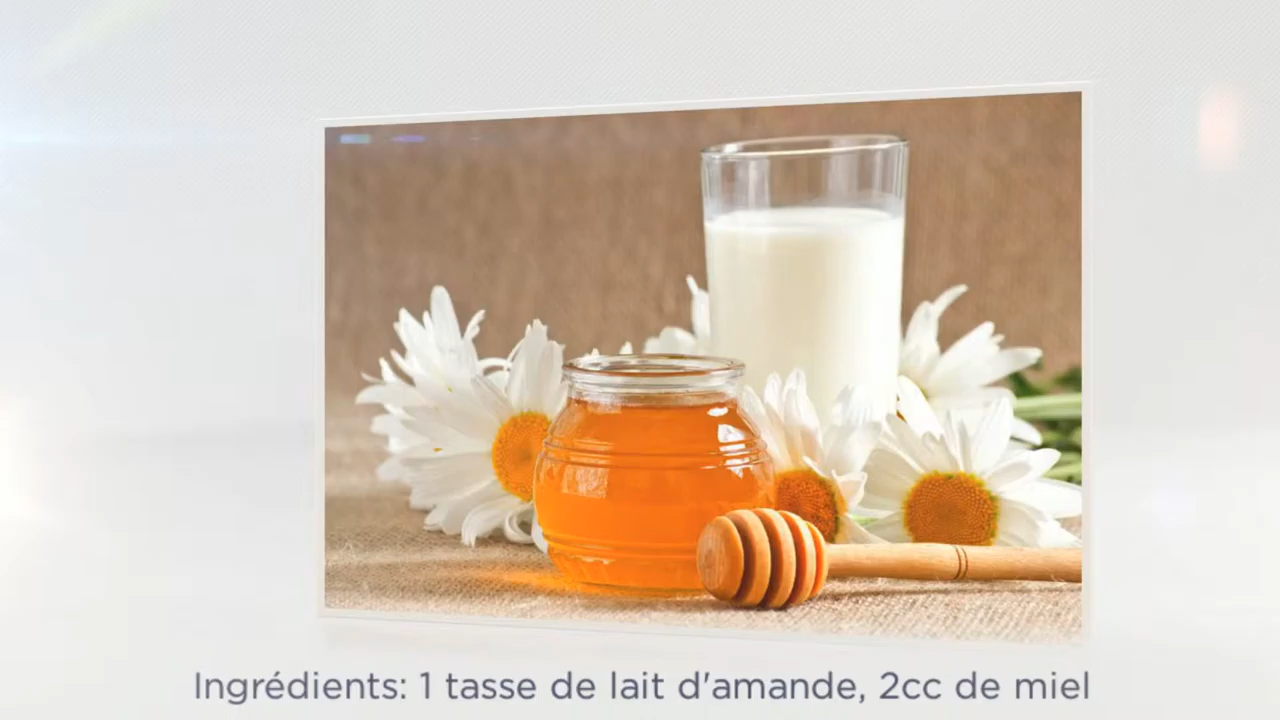 Ingrédients: 1 tasse de lait d'amande, 2cc de miel